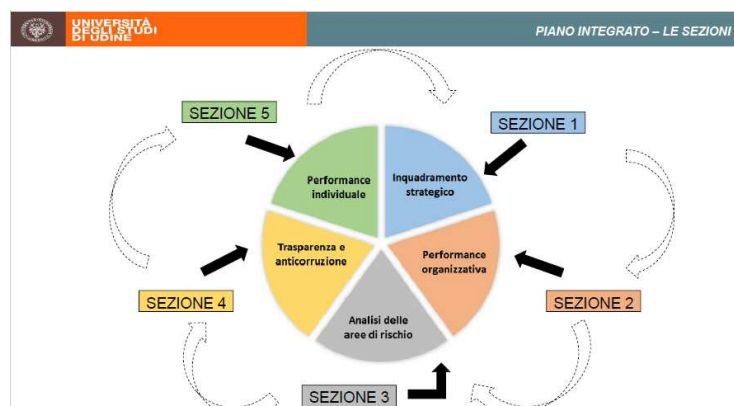 UNIVERSITÀ
DEGLI STUDI
DI UDINE
PIANO INTEGRATO – LE SEZIONI
SEZIONE 5
SEZIONE 1
Performance
individuale
Inquadramento
strategico
Trasparenza e
anticorruzione
Performance
organizzativa
SEZIONE 4
SEZIONE 2
Analisi delle
aree di rischio
SEZIONE 3